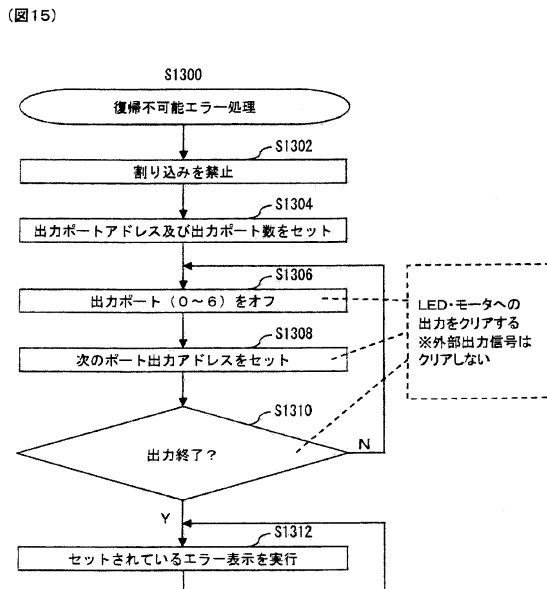 (図15)
S1300
復帰不可能エラー処理
S1302
割り込みを禁止
S1304
出力ポートアドレス及び出力ポート数をセット
S1306
出力ポート(0~6)をオフ
S1308
次のポート出力アドレスをセット
S1310
出力終了?
N
Y
S1312
セットされているエラー表示を実行
LED・モータへの
出力をクリアする
※外部出力信号は
クリアしない